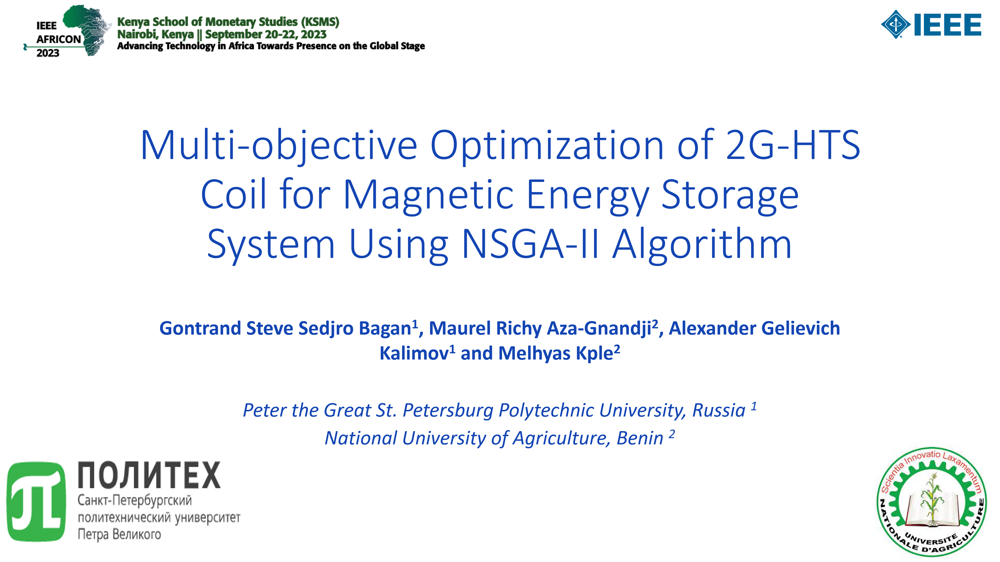 IEEE
AFRICON
2023
Kenya School of Monetary Studies (KSMS)
Nairobi, Kenya || September 20-22, 2023
Advancing Technology in Africa Towards Presence on the Global Stage
IEEE
Multi-objective Optimization of 2G-HTS
Coil for Magnetic Energy Storage
System Using NSGA-II Algorithm
Gontrand Steve Sedjro Bagan¹, Maurel Richy Aza-Gnandji², Alexander Gelievich
Kalimov¹ and Melhyas Kple²
Peter the Great St. Petersburg Polytechnic University, Russia ¹
National University of Agriculture, Benin ²
ПОЛИТЕХ
Санкт-Петербургский
политехнический университет
Петра Великого
Scientia Innovatio Laxamentum
UNIVERSITE
NATIONALE D'AGRICULTURE